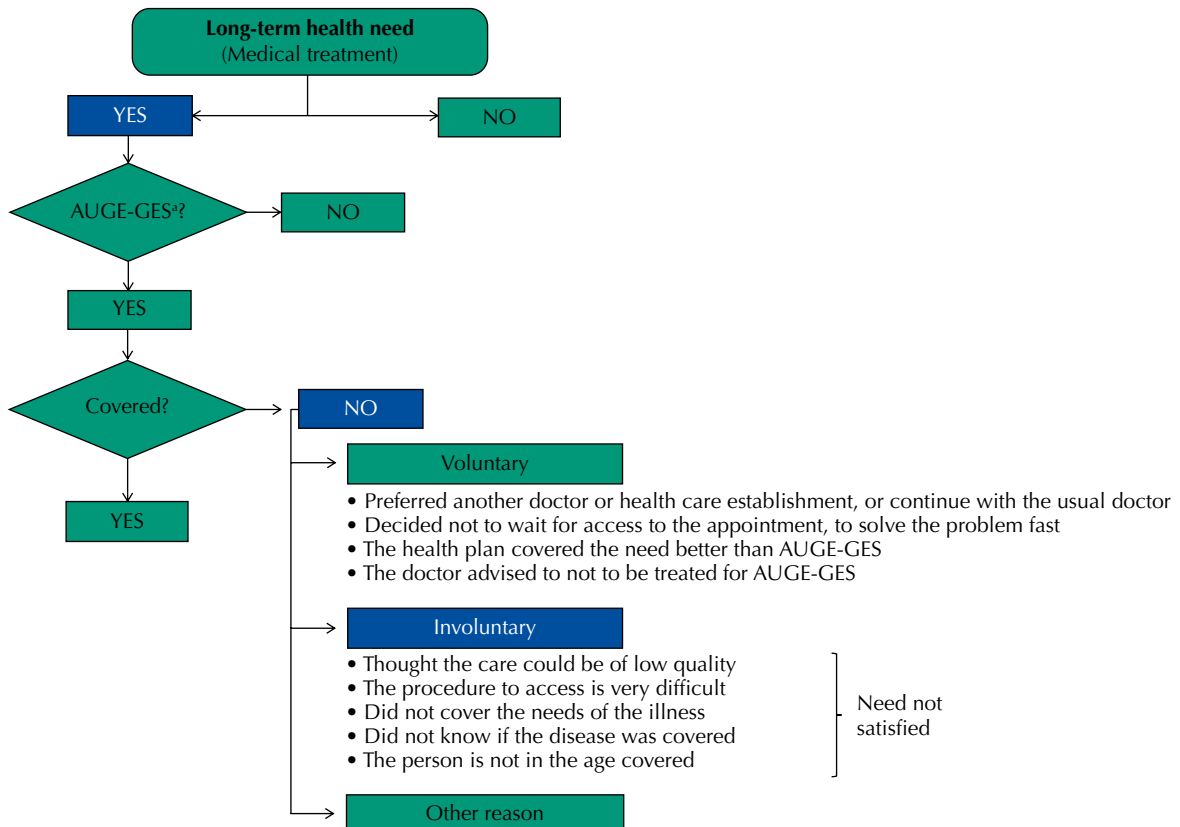 Long-term health need
(Medical treatment)
YES
NO
AUGE-GESª?
NO
YES
Covered?
NO
YES
Voluntary
• Preferred another doctor or health care establishment, or continue with the usual doctor
• Decided not to wait for access to the appointment, to solve the problem fast
• The health plan covered the need better than AUGE-GES
• The doctor advised to not to be treated for AUGE-GES
Involuntary
• Thought the care could be of low quality
• The procedure to access is very difficult
• Did not cover the needs of the illness
• Did not know if the disease was covered
• The person is not in the age covered
Need not
satisfied
Other reason